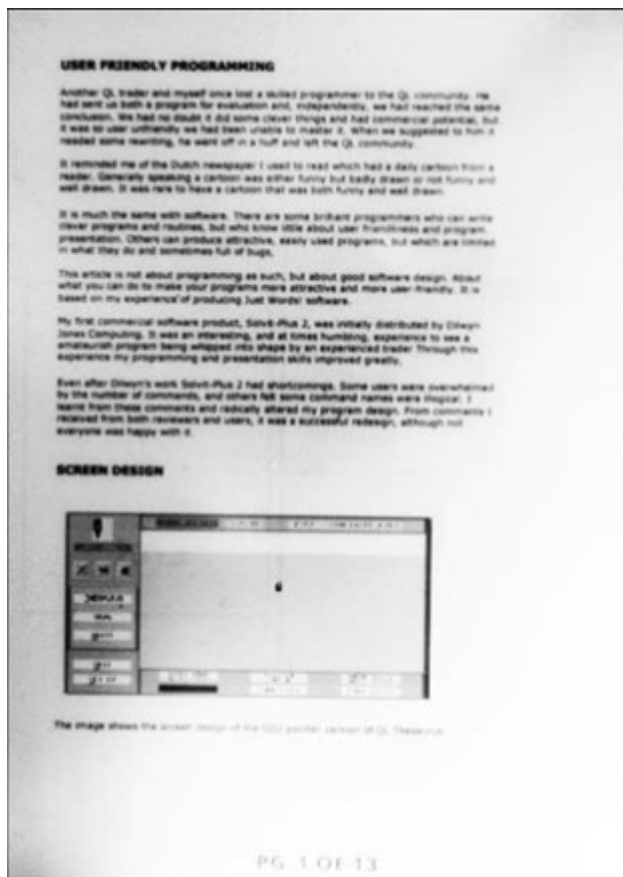 USER FRIENDLY PROGRAMMING
Another QL trader and myself once lost a skilled programmer to the QL community. He
had sent us both a program for evaluation and, independently, we had reached the same
conclusion. We had no doubt it did some clever things and had commercial potential, but
it was so user unfriendly we had been unable to master it. When we suggested to him it
needed some rewriting, he went off in a huff and left the QL community.
It reminded me of the Dutch newspaper I used to read which had a daily cartoon from a
reader. Generally speaking a cartoon was either funny but badly drawn or not funny and
well drawn. It was rare to have a cartoon that was both funny and well drawn.
It is much the same with software. There are some brilliant programmers who can write
clever programs and routines, but who know little about user friendliness and program
presentation. Others can produce attractive, easily used programs, but which are limited
in what they do and sometimes full of bugs.
This article is not about programming as such, but about good software design. About
what you can do to make your programs more attractive and more user-friendly. It is
based on my experience of producing Just Words! software.
My first commercial software product, Solvit-Plus 2, was initially distributed by Dilwyn
Jones Computing. It was an interesting, and at times humbling, experience to see a
amateurish program being whipped into shape by an experienced trader Through this
experience my programming and presentation skills improved greatly.
Even after Dilwyn's work Solvit-Plus 2 had shortcomings. Some users were overwhelmed
by the number of commands, and others felt some command names were illogical. I
learnt from these comments and radically altered my program design. From comments I
received from both reviewers and users, it was a successful redesign, although not
everyone was happy with it.
SCREEN DESIGN
The image shows the screen design of the pointer version of QL Thesaurus.
PG 1 OF 13